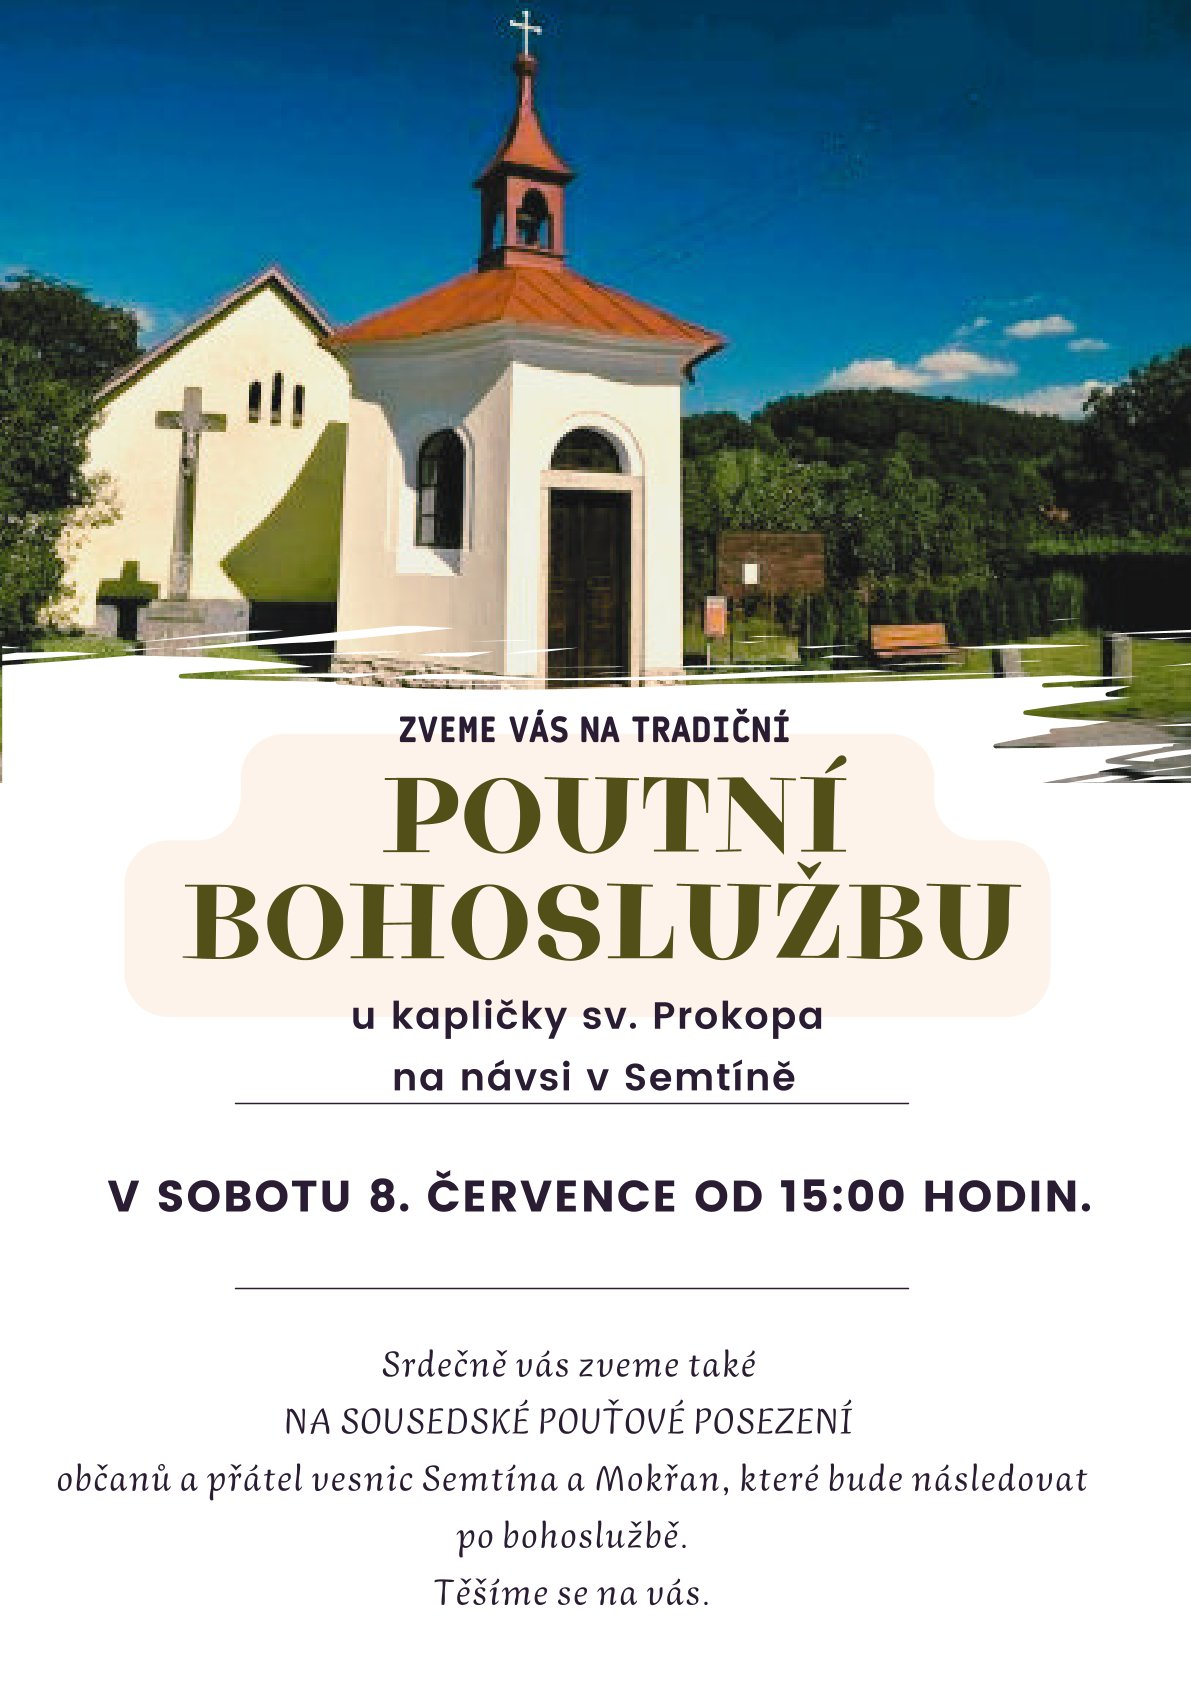 ZVEME VÁS NA TRADIČNÍ
POUTNÍ
BOHOSLUŽBU
u kapličky sv. Prokopa
na návsi v Semtíně
V SOBOTU 8. ČERVENCE OD 15:00 HODIN.
Srdečně vás zveme také
NA SOUSEDSKÉ POUŤOVÉ POSEZENÍ
občanů a přátel vesnic Semtína a Mokřan, které bude následovat
po bohoslužbě.
Těšíme se na vás.